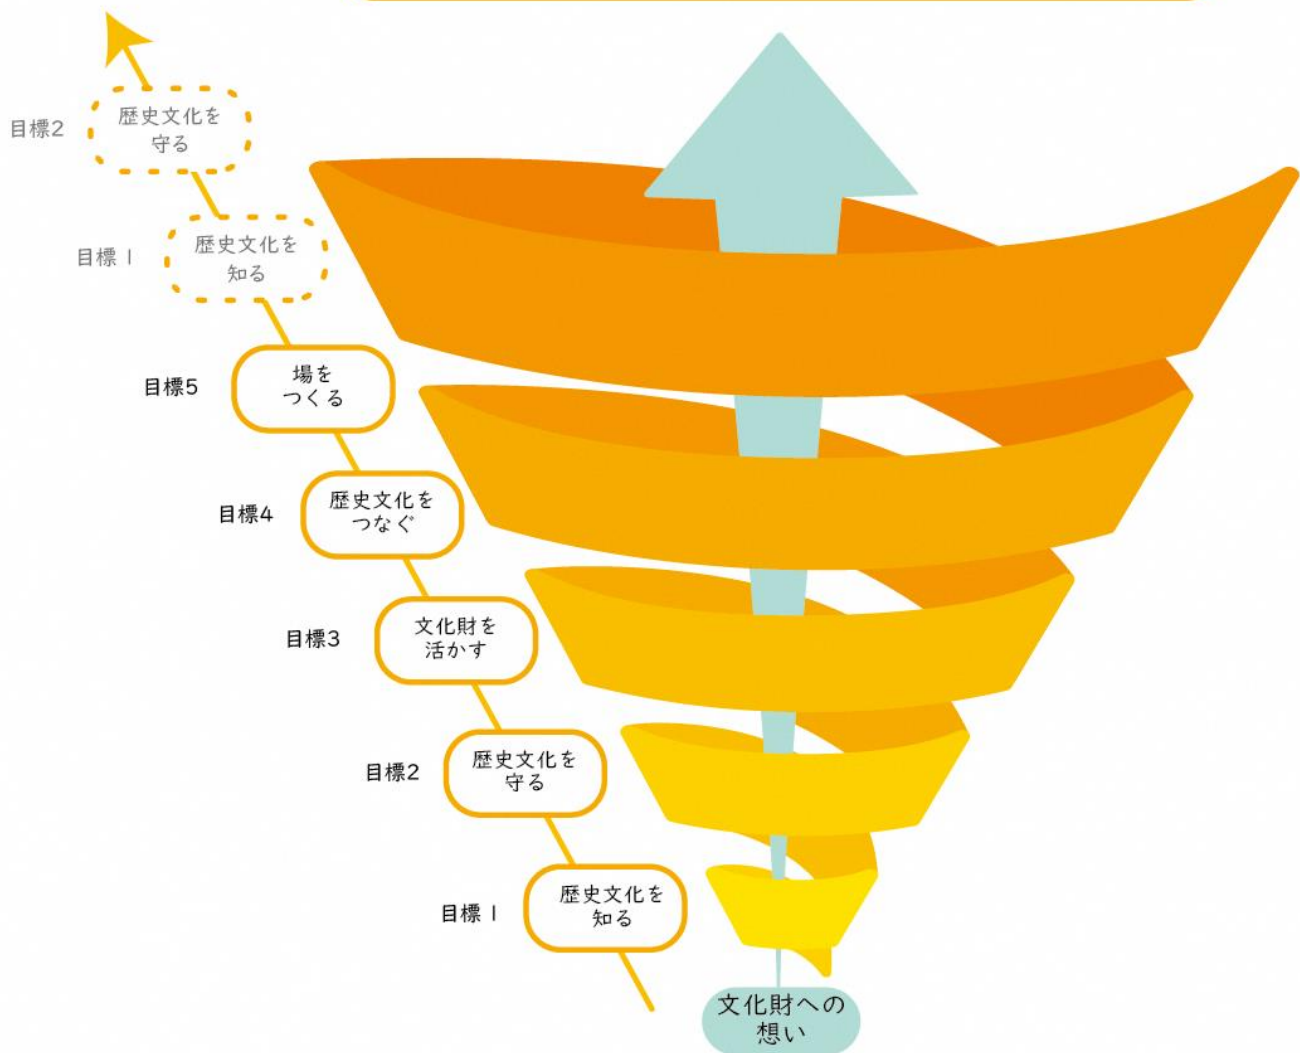 目標2
歴史文化を
守る
目標1
歴史文化を
知る
目標5
場を
つくる
目標4
歴史文化を
つなぐ
目標3
文化財を
活かす
目標2
歴史文化を
守る
目標1
歴史文化を
知る
文化財への
想い